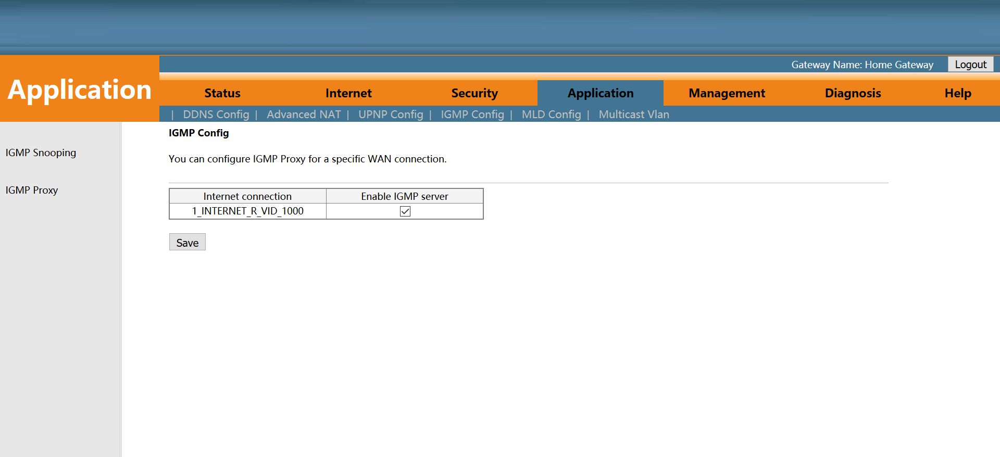 Gateway Name: Home Gateway Logout
Application
Status Internet Security Application Management Diagnosis Help
| DDNS Config | Advanced NAT | UPNP Config | IGMP Config | MLD Config | Multicast Vlan
IGMP Snooping
IGMP Proxy
IGMP Config
You can configure IGMP Proxy for a specific WAN connection.
Internet connection Enable IGMP server
1_INTERNET_R_VID_1000
Save